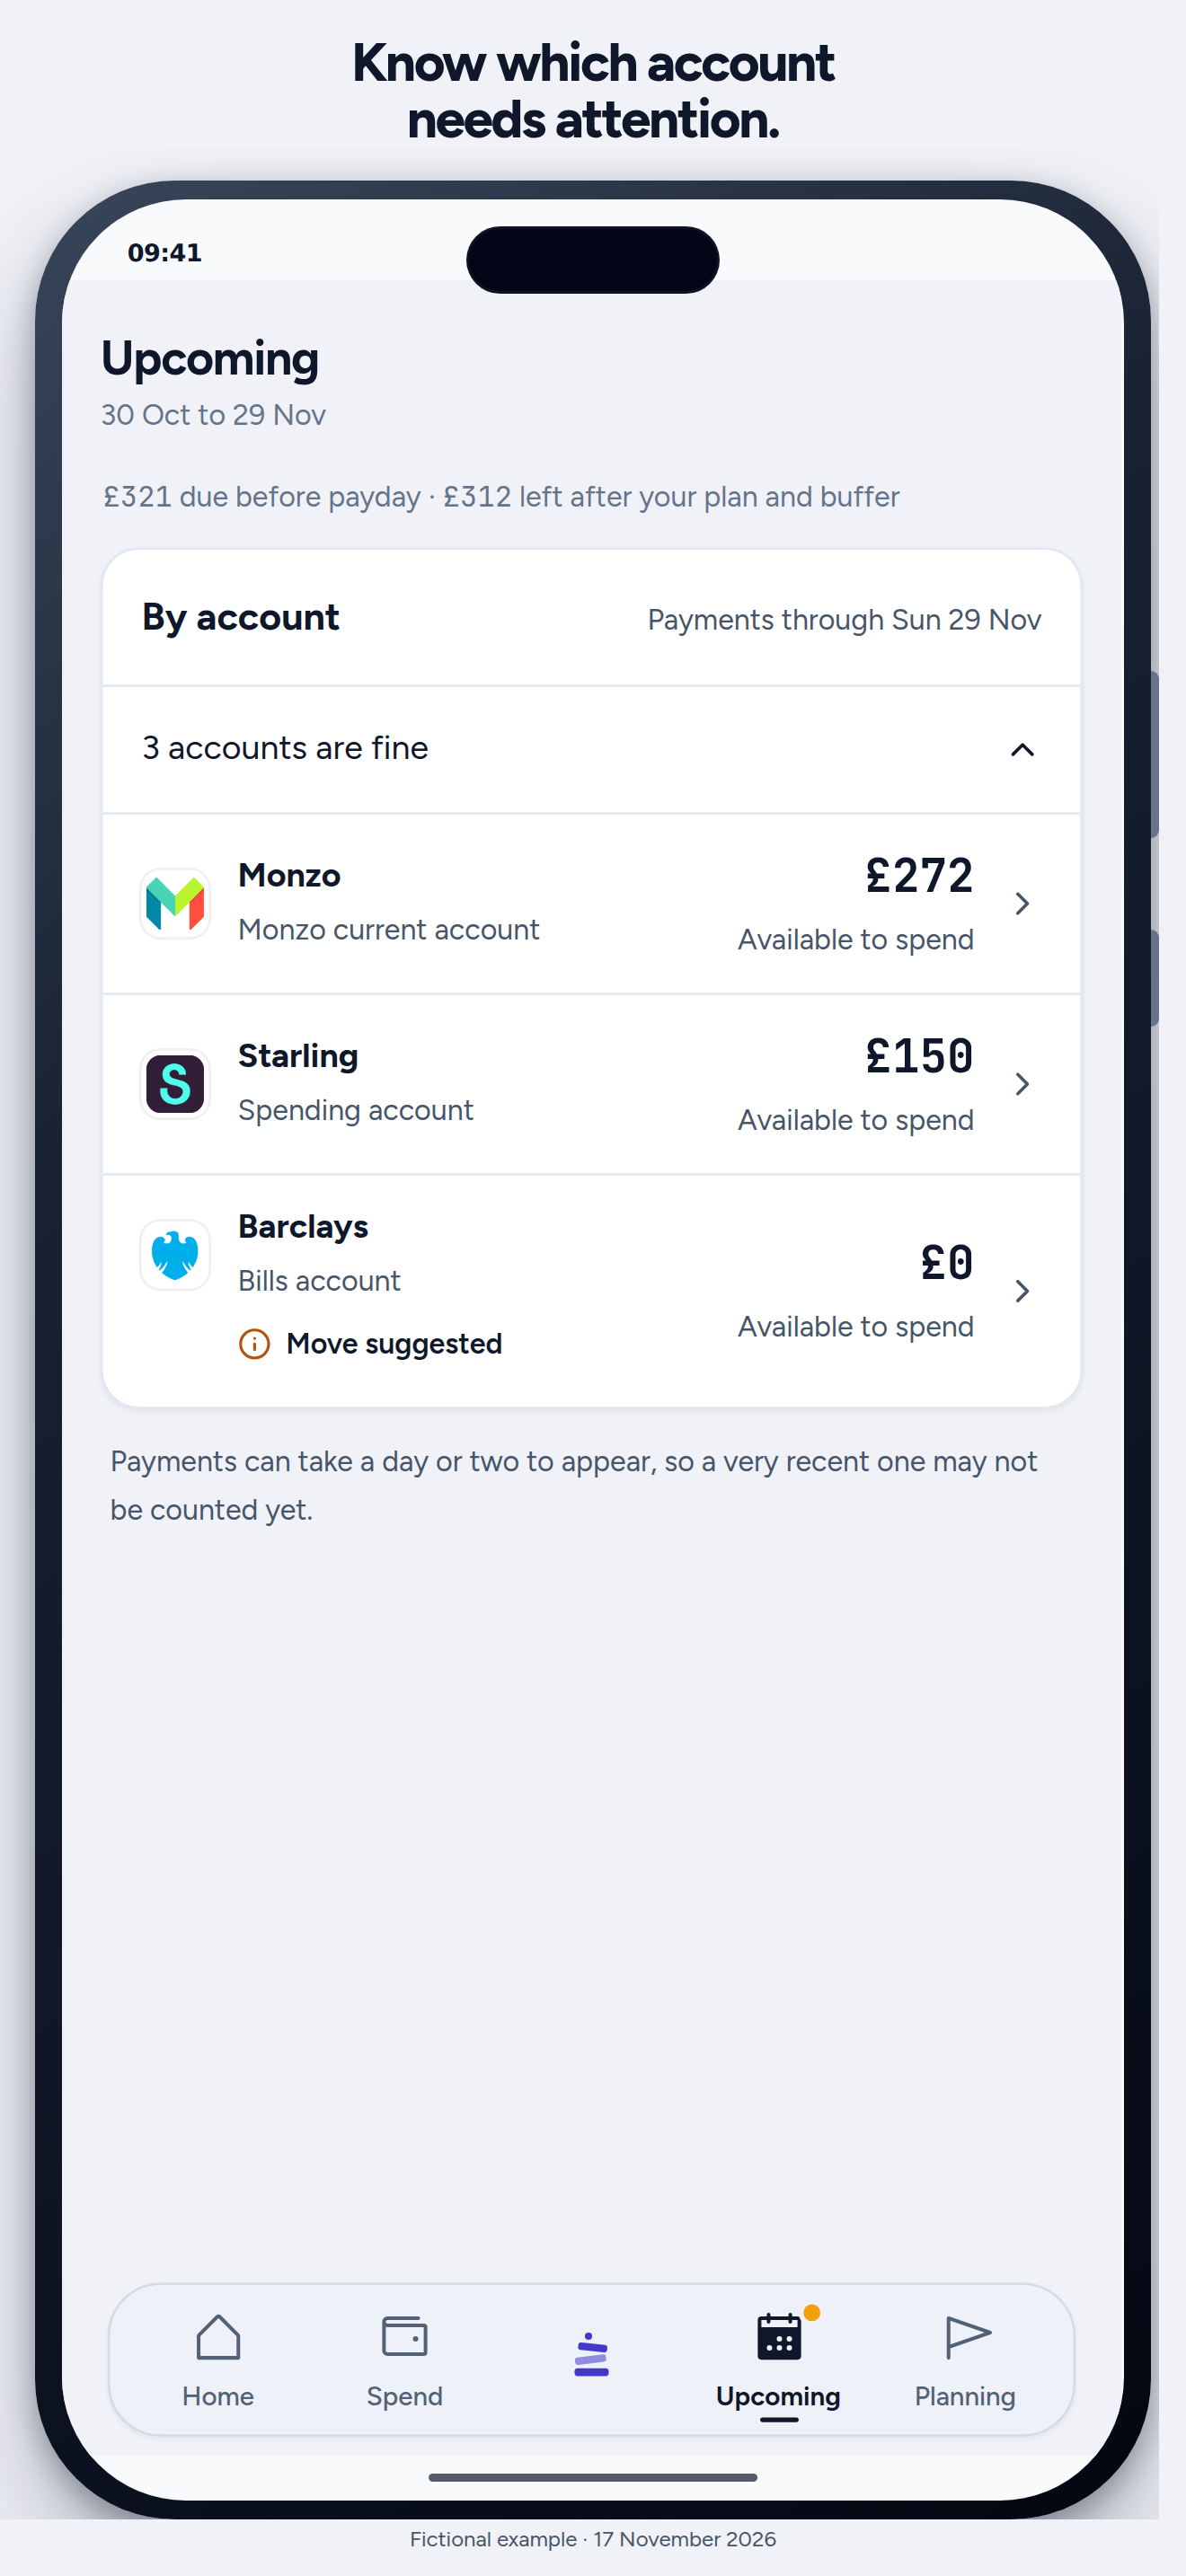 Know which account
needs attention.
09:41
Upcoming
30 Oct to 29 Nov
£321 due before payday · £312 left after your plan and buffer
By account
Payments through Sun 29 Nov
3 accounts are fine
Monzo
£272
Monzo current account
Available to spend
Starling
£150
Spending account
Available to spend
Barclays
£0
Bills account
Available to spend
Move suggested
Payments can take a day or two to appear, so a very recent one may not
be counted yet.
Home
Spend
Upcoming
Planning
Fictional example · 17 November 2026